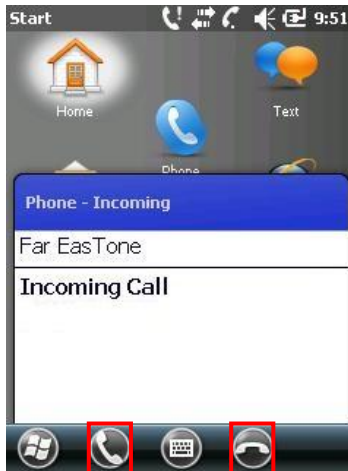 Start 9:51
Home
Text
Phone
Phone - Incoming
Far EasTone
Incoming Call